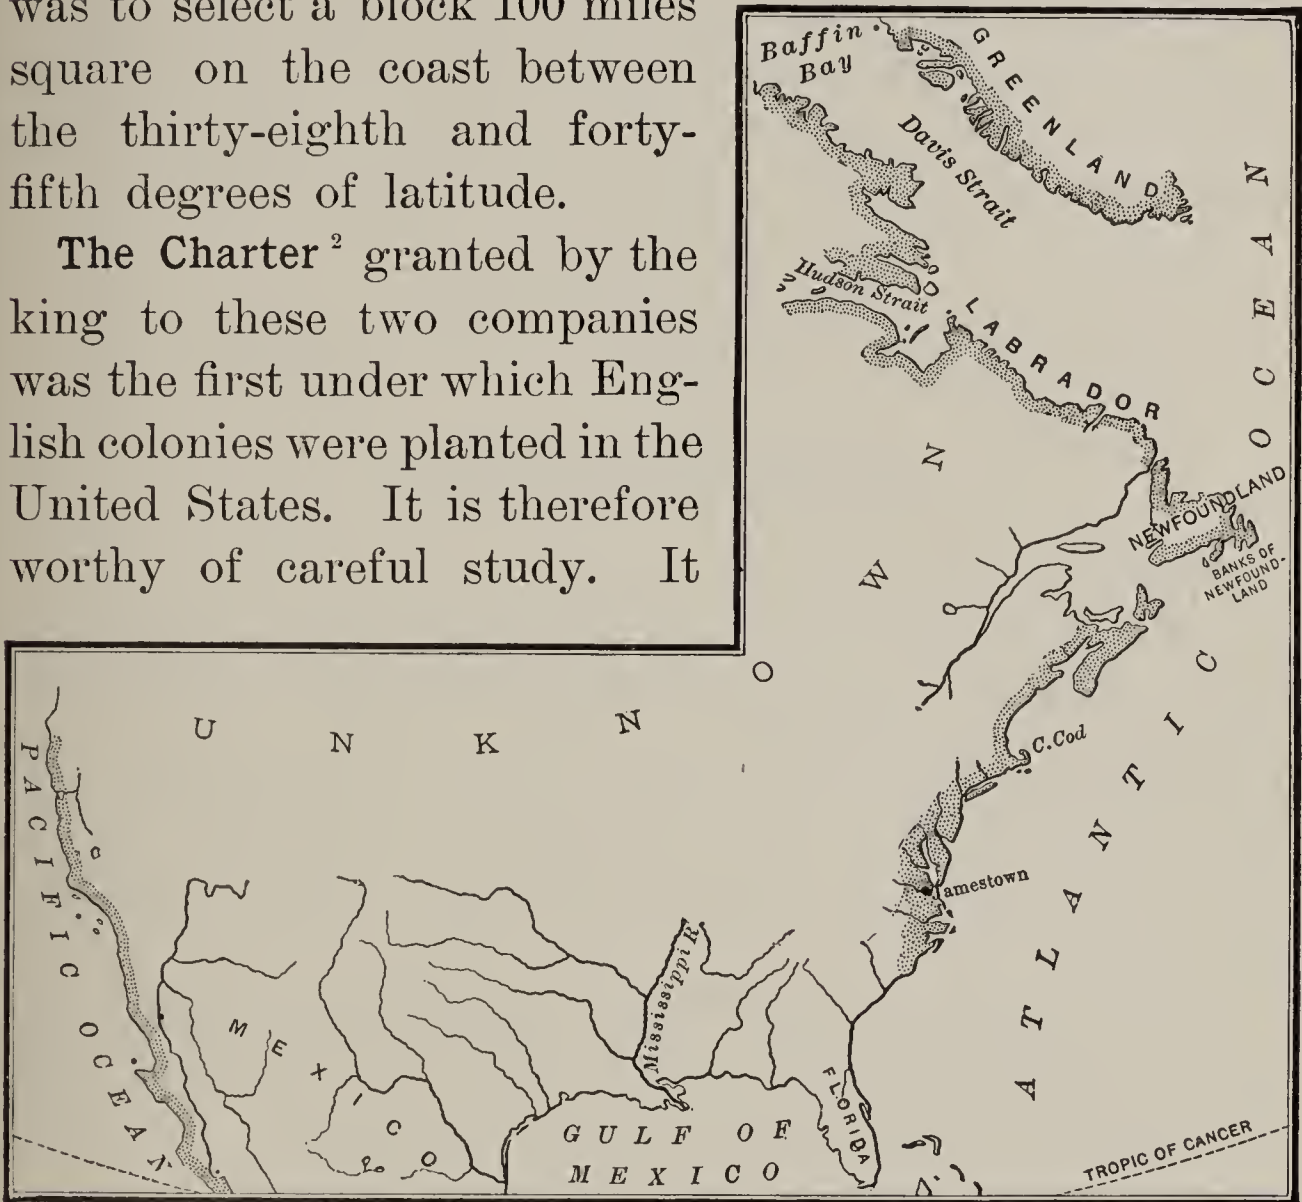 was to select a block 100 miles
square on the coast between
the thirty-eighth and forty-
fifth degrees of latitude.
The Charter ² granted by the
king to these two companies
was the first under which Eng-
lish colonies were planted in the
United States. It is therefore
worthy of careful study. It
Baffin
Bay
GREENLAND
Davis Strait
Hudson Strait
LABRADOR
NEWFOUNDLAND
BANKS OF
NEWFOUND-
LAND
C. Cod
Jamestown
ATLANTIC OCEAN
UNKNOWN
PACIFIC OCEAN
MEXICO
Mississippi R
FLORIDA
GULF OF
MEXICO
TROPIC OF CANCER